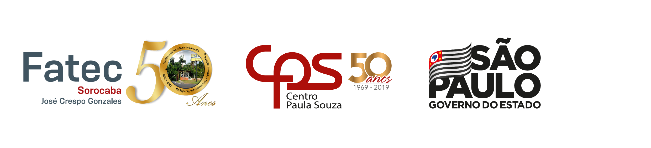 Fatec
Sorocaba
José Crespo Gonzales
50
Anos
CPS
Centro
Paula Souza
50
anos
1969 - 2019
SÃO
PAULO
GOVERNO DO ESTADO